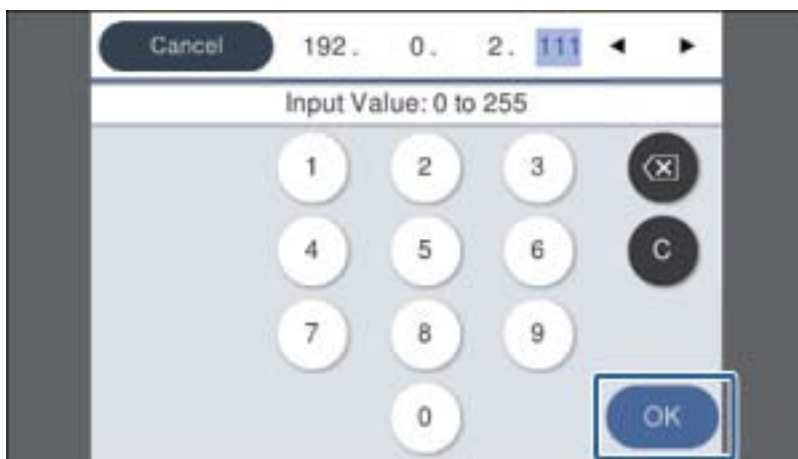 Cancel 192. 0. 2. 111 ◀ ▶
Input Value: 0 to 255
1 2 3
4 5 6 C
7 8 9
0 OK